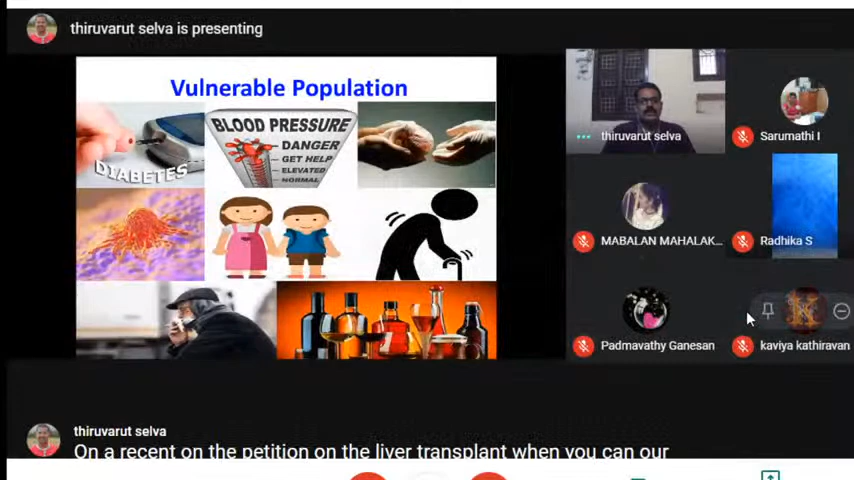 thiruvarut selva is presenting
Vulnerable Population
DIABETES
BLOOD PRESSURE
DANGER
GET HELP
ELEVATED
NORMAL
thiruvarut selva
Sarumathi I
MABALAN MAHALAK...
Radhika S
Padmavathy Ganesan
kaviya kathiravan
thiruvarut selva
On a recent on the petition on the liver transplant when you can our